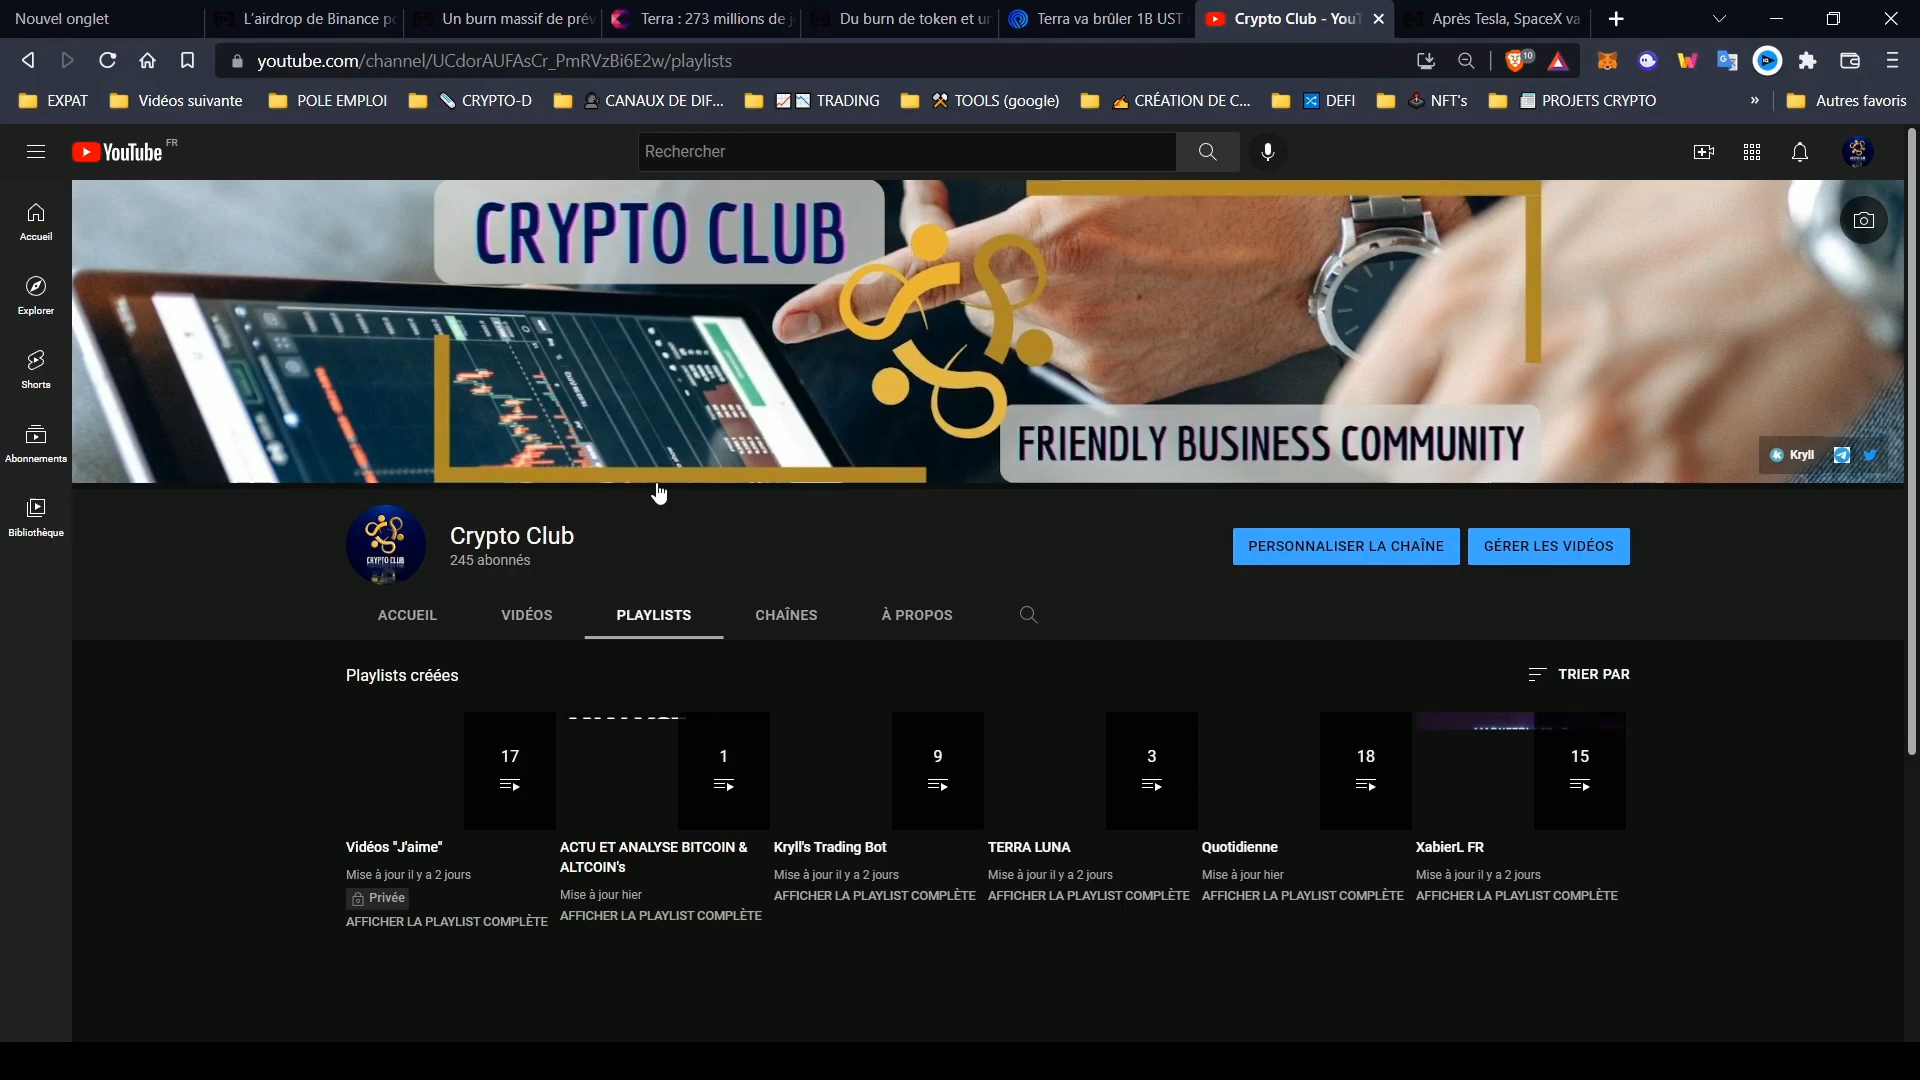 Nouvel onglet
L'airdrop de Binance po
Un burn massif de prév
Terra : 273 millions de j
Du burn de token et un
Terra va brûler 1B UST
Crypto Club - YouT
Après Tesla, SpaceX va
youtube.com/channel/UCdorAUFAsCr_PmRVzBi6E2w/playlists
10
EXPAT
Vidéos suivante
POLE EMPLOI
CRYPTO-D
CANAUX DE DIF...
TRADING
TOOLS (google)
CRÉATION DE C...
DEFI
NFT's
PROJETS CRYPTO
»
Autres favoris
YouTube FR
Rechercher
Accueil
Explorer
Shorts
Abonnements
Bibliothèque
CRYPTO CLUB
FRIENDLY BUSINESS COMMUNITY
Kryll
CRYPTO CLUB
Crypto Club
245 abonnés
PERSONNALISER LA CHAÎNE
GÉRER LES VIDÉOS
ACCUEIL
VIDÉOS
PLAYLISTS
CHAÎNES
À PROPOS
Playlists créées
TRIER PAR
17
1
9
3
18
15
Vidéos "J'aime"
Mise à jour il y a 2 jours
Privée
AFFICHER LA PLAYLIST COMPLÈTE
ACTU ET ANALYSE BITCOIN &
ALTCOIN's
Mise à jour hier
AFFICHER LA PLAYLIST COMPLÈTE
Kryll's Trading Bot
Mise à jour il y a 2 jours
AFFICHER LA PLAYLIST COMPLÈTE
TERRA LUNA
Mise à jour il y a 2 jours
AFFICHER LA PLAYLIST COMPLÈTE
Quotidienne
Mise à jour hier
AFFICHER LA PLAYLIST COMPLÈTE
XabierL FR
Mise à jour il y a 2 jours
AFFICHER LA PLAYLIST COMPLÈTE